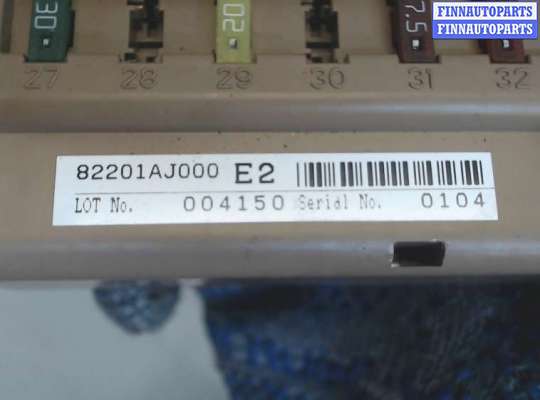 FINNAUTOPARTS
FINNAUTOPARTS
30 20 7.5
27 28 29 30 31 32
82201AJ000 E2
LOT No. 004150 Serial No. 0104